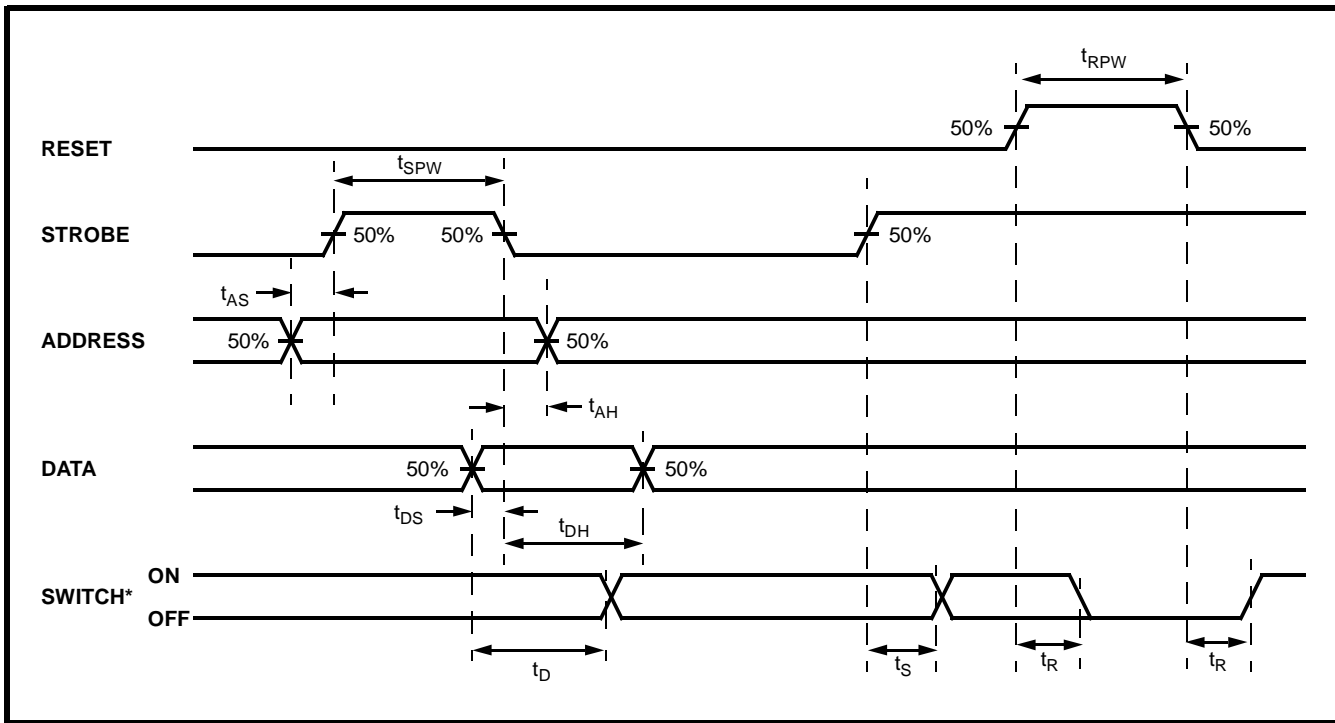 tRPW
50%
50%
RESET
tSPW
STROBE
50%
50%
50%
tAS
ADDRESS
50%
50%
tAH
DATA
50%
50%
tDS
tDH
ON
SWITCH*
OFF
tD
tS
tR
tR